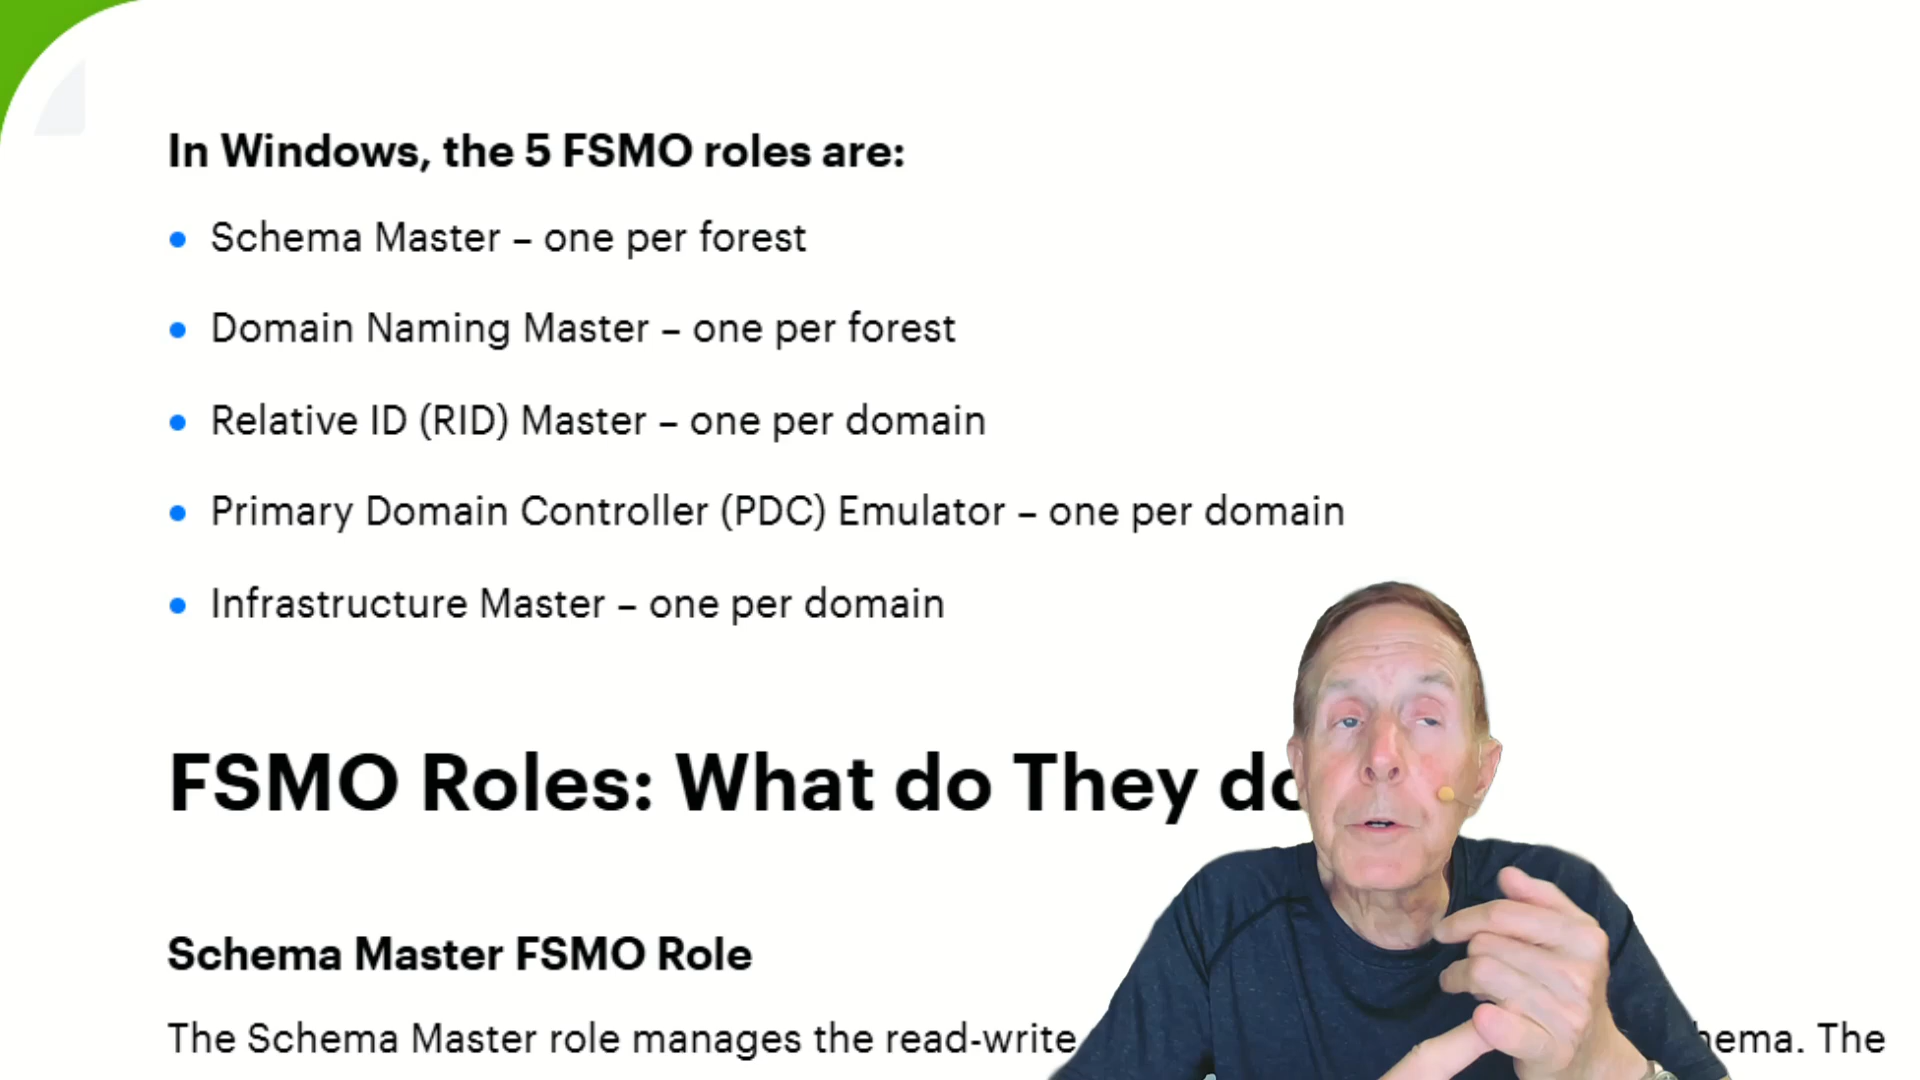 In Windows, the 5 FSMO roles are:
• Schema Master – one per forest
• Domain Naming Master – one per forest
• Relative ID (RID) Master – one per domain
• Primary Domain Controller (PDC) Emulator – one per domain
• Infrastructure Master – one per domain
FSMO Roles: What do They do
Schema Master FSMO Role
The Schema Master role manages the read-write hema. The